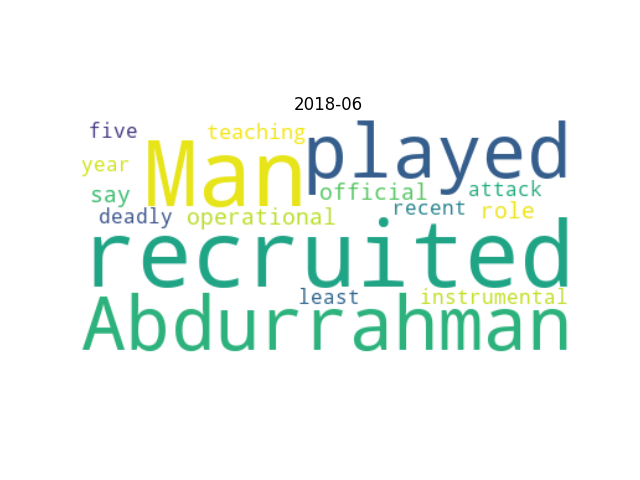 2018-06
five teaching
Man played
year
say official attack
deadly operational recent role
recruited
least instrumental
Abdurrahman